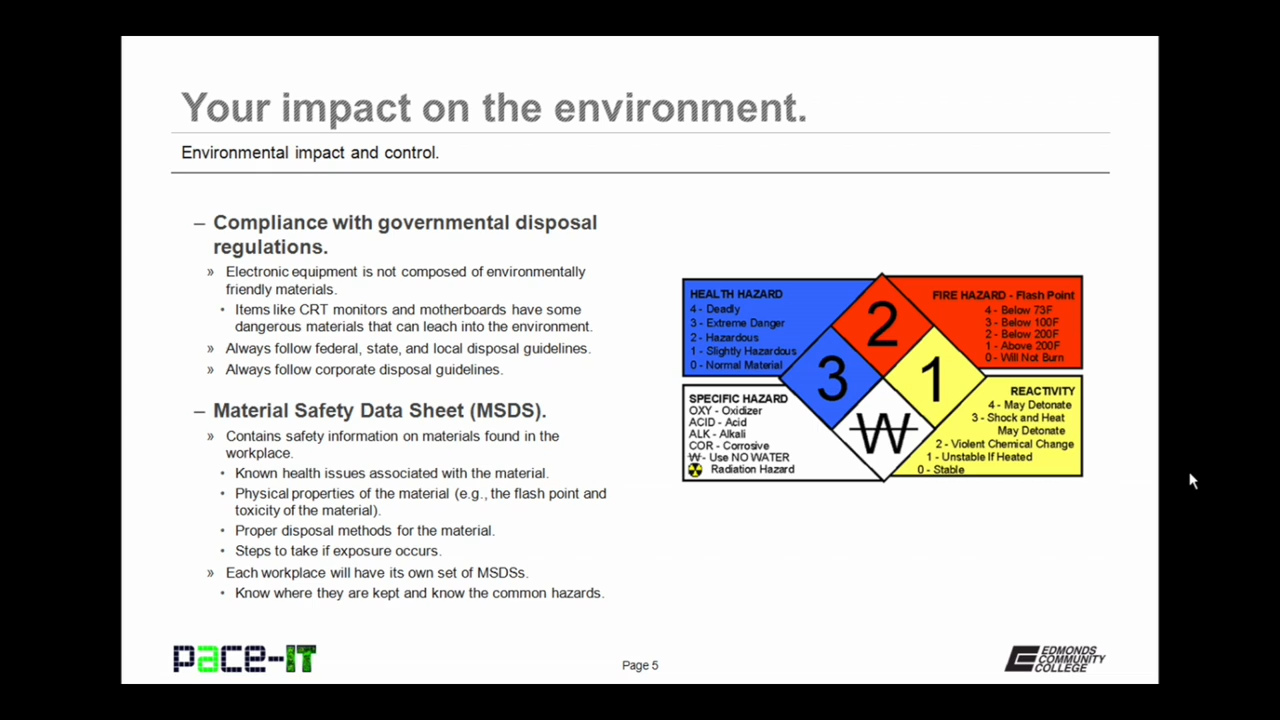 Your impact on the environment.
Environmental impact and control.
– Compliance with governmental disposal
regulations.
» Electronic equipment is not composed of environmentally
friendly materials.
• Items like CRT monitors and motherboards have some
dangerous materials that can leach into the environment.
» Always follow federal, state, and local disposal guidelines.
» Always follow corporate disposal guidelines.
– Material Safety Data Sheet (MSDS).
» Contains safety information on materials found in the
workplace.
• Known health issues associated with the material.
• Physical properties of the material (e.g., the flash point and
toxicity of the material).
• Proper disposal methods for the material.
• Steps to take if exposure occurs.
» Each workplace will have its own set of MSDSs.
• Know where they are kept and know the common hazards.
HEALTH HAZARD
4 - Deadly
3 - Extreme Danger
2 - Hazardous
1 - Slightly Hazardous
0 - Normal Material
FIRE HAZARD - Flash Point
4 - Below 73F
3 - Below 100F
2 - Below 200F
1 - Above 200F
0 - Will Not Burn
2
3
1
W
SPECIFIC HAZARD
OXY - Oxidizer
ACID - Acid
ALK - Alkali
COR - Corrosive
W - Use NO WATER
Radiation Hazard
REACTIVITY
4 - May Detonate
3 - Shock and Heat
May Detonate
2 - Violent Chemical Change
1 - Unstable If Heated
0 - Stable
pace-IT
Page 5
EDMONDS
COMMUNITY
COLLEGE